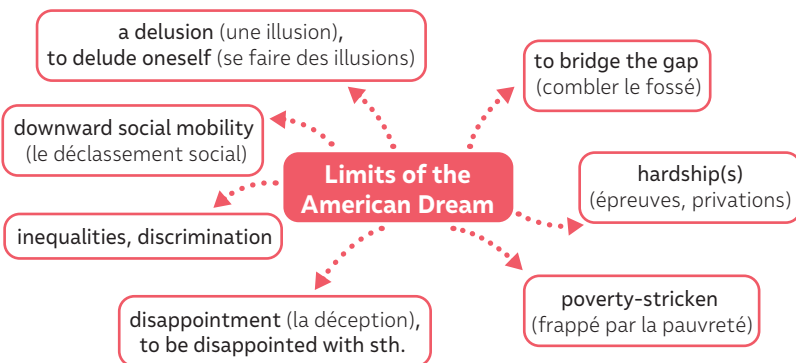 a delusion (une illusion),
to delude oneself (se faire des illusions)
to bridge the gap
(combler le fossé)
downward social mobility
(le déclassement social)
Limits of the
American Dream
hardship(s)
(épreuves, privations)
inequalities, discrimination
disappointment (la déception),
to be disappointed with sth.
poverty-stricken
(frappé par la pauvreté)